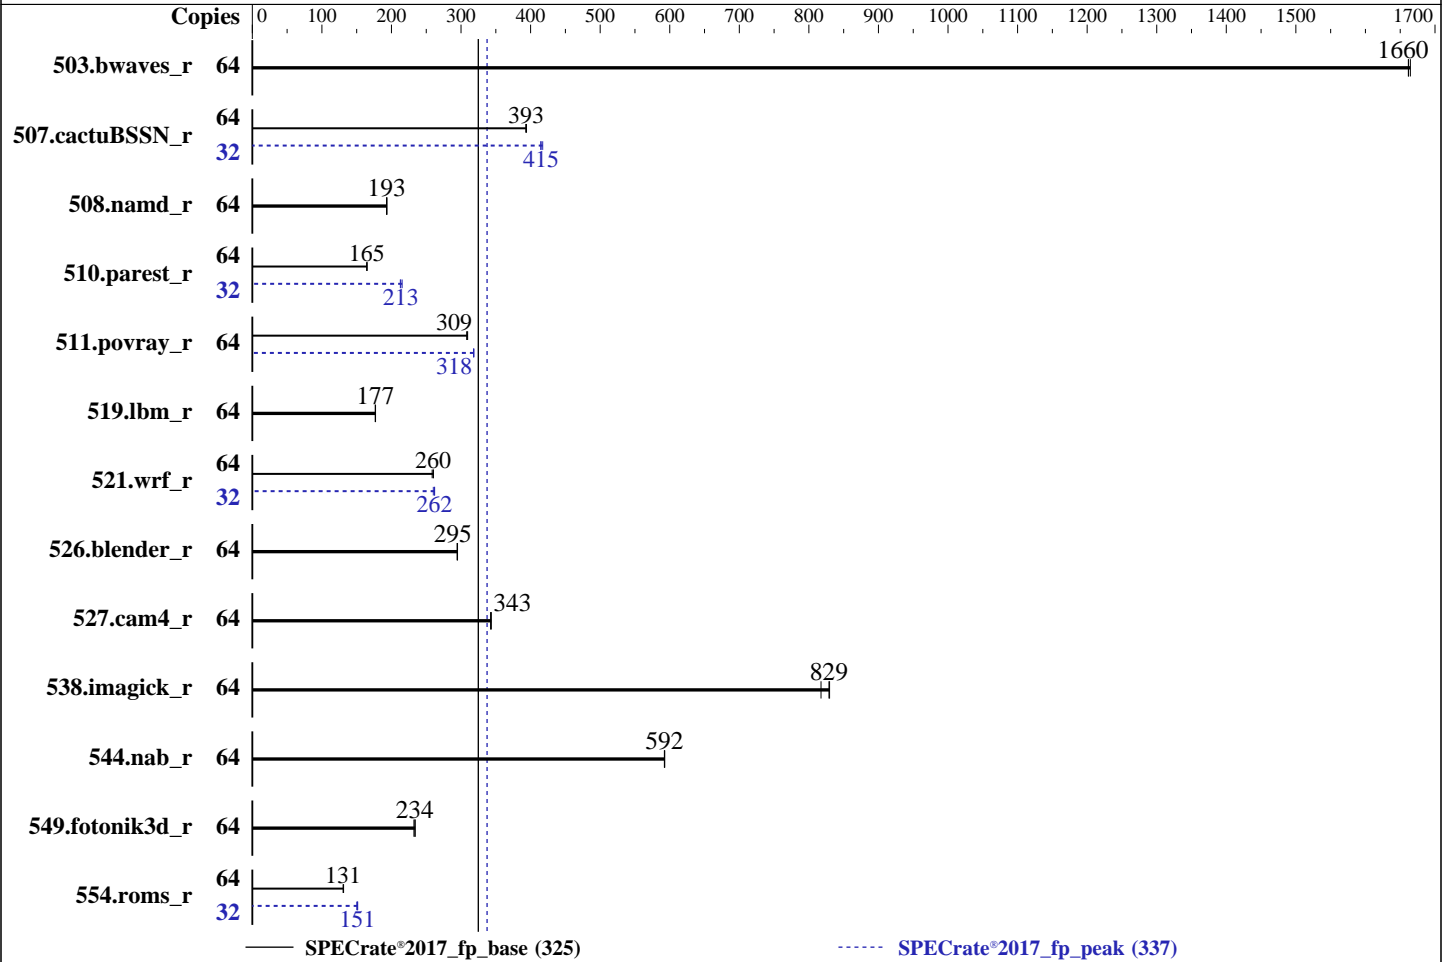 Copies 0 100 200 300 400 500 600 700 800 900 1000 1100 1200 1300 1400 1500 1700
503.bwaves_r 64 1660
507.cactuBSSN_r 64 393
32 415
508.namd_r 64 193
510.parest_r 64 165
32 213
511.povray_r 64 309
318
519.lbm_r 64 177
521.wrf_r 64 260
32 262
526.blender_r 64 295
527.cam4_r 64 343
538.imagick_r 64 829
544.nab_r 64 592
549.fotonik3d_r 64 234
554.roms_r 64 131
32 151
SPECrate®2017_fp_base (325) SPECrate®2017_fp_peak (337)